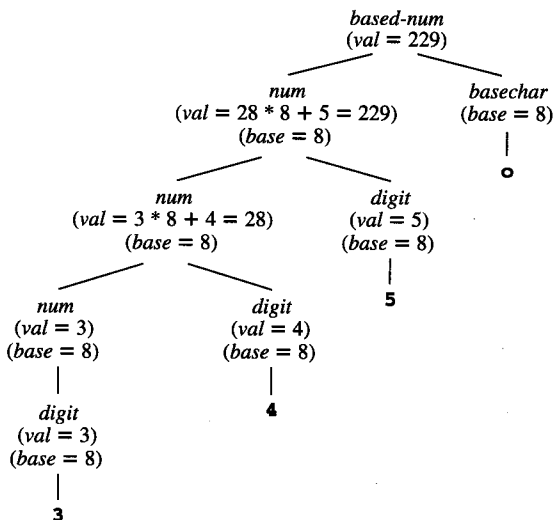 based-num
(val = 229)
num
(val = 28 * 8 + 5 = 229)
(base = 8)
basechar
(base = 8)
o
num
(val = 3 * 8 + 4 = 28)
(base = 8)
digit
(val = 5)
(base = 8)
5
num
(val = 3)
(base = 8)
digit
(val = 4)
(base = 8)
4
digit
(val = 3)
(base = 8)
3